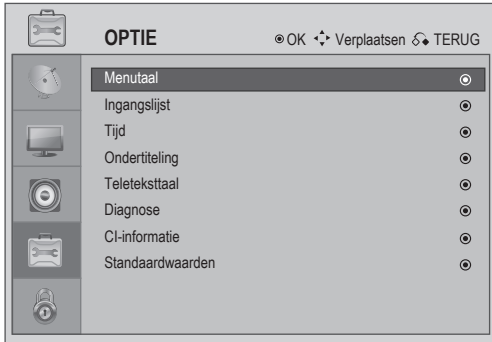 OPTIE OK Verplaatsen TERUG
Menutaal
Ingangslijst
Tijd
Ondertiteling
Teleteksttaal
Diagnose
CI-informatie
Standaardwaarden